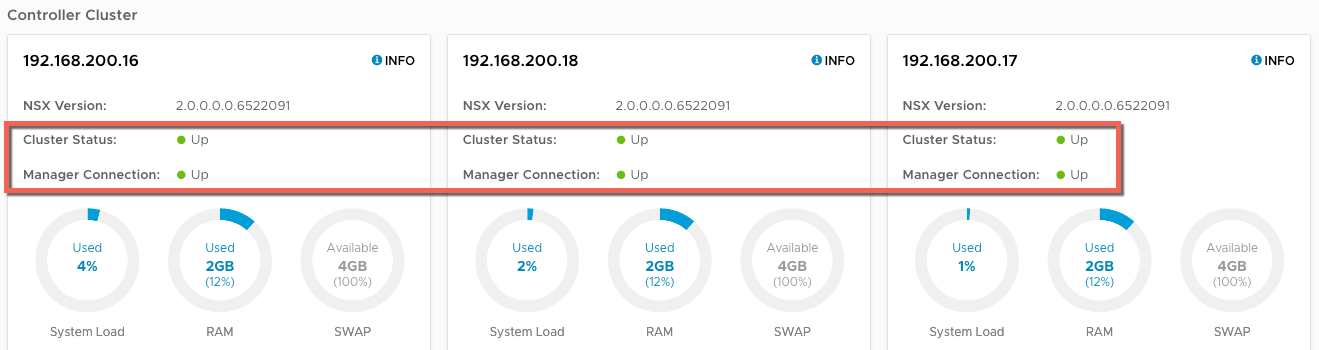 Controller Cluster
192.168.200.16
INFO
NSX Version: 2.0.0.0.0.6522091
Cluster Status: Up
Manager Connection: Up
Used
4%
System Load
Used
2GB
(12%)
RAM
Available
4GB
(100%)
SWAP
192.168.200.18
INFO
NSX Version: 2.0.0.0.0.6522091
Cluster Status: Up
Manager Connection: Up
Used
2%
System Load
Used
2GB
(12%)
RAM
Available
4GB
(100%)
SWAP
192.168.200.17
INFO
NSX Version: 2.0.0.0.0.6522091
Cluster Status: Up
Manager Connection: Up
Used
1%
System Load
Used
2GB
(12%)
RAM
Available
4GB
(100%)
SWAP